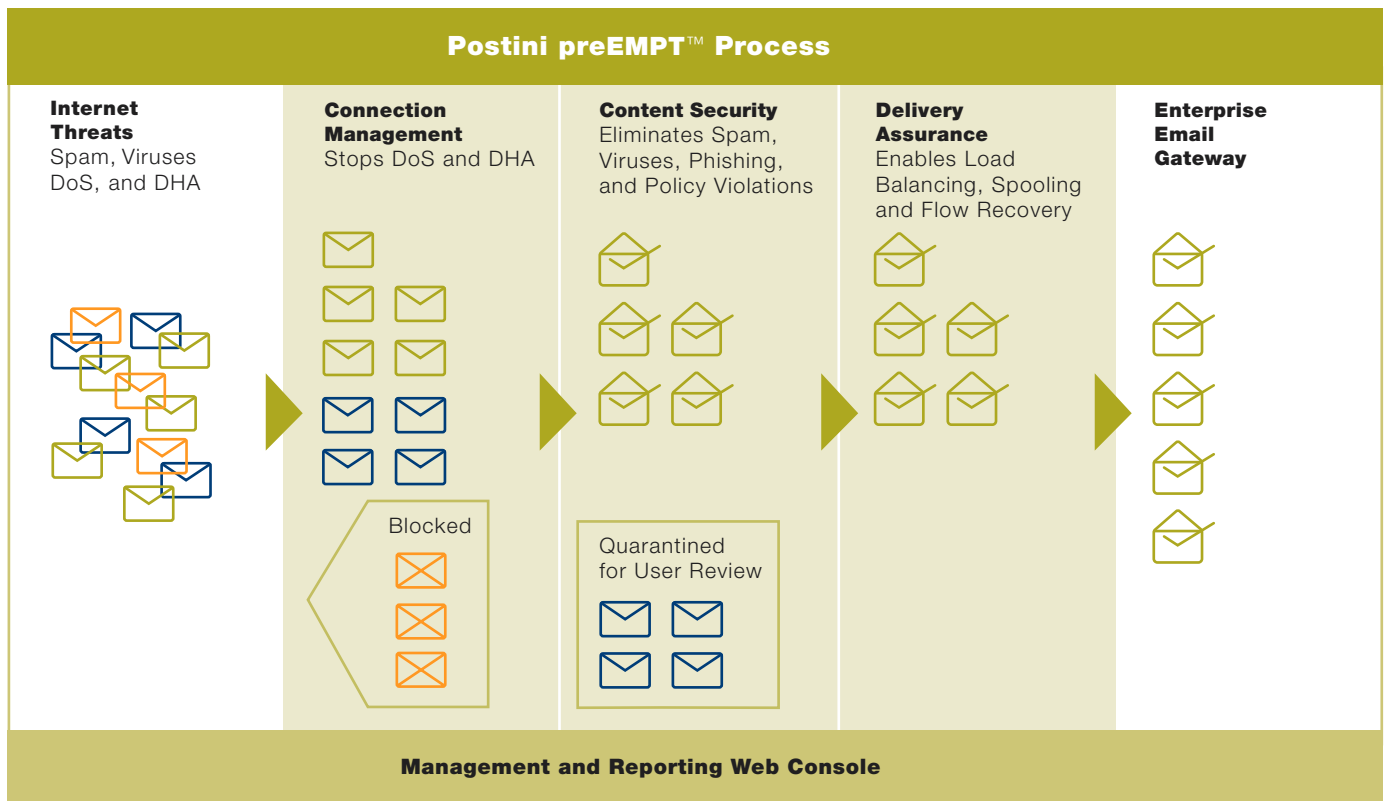 Postini preEMPT™ Process
Internet
Threats
Spam, Viruses
DoS, and DHA
Connection
Management
Stops DoS and DHA
Blocked
Content Security
Eliminates Spam,
Viruses, Phishing,
and Policy Violations
Quarantined
for User Review
Delivery
Assurance
Enables Load
Balancing, Spooling
and Flow Recovery
Enterprise
Email
Gateway
Management and Reporting Web Console